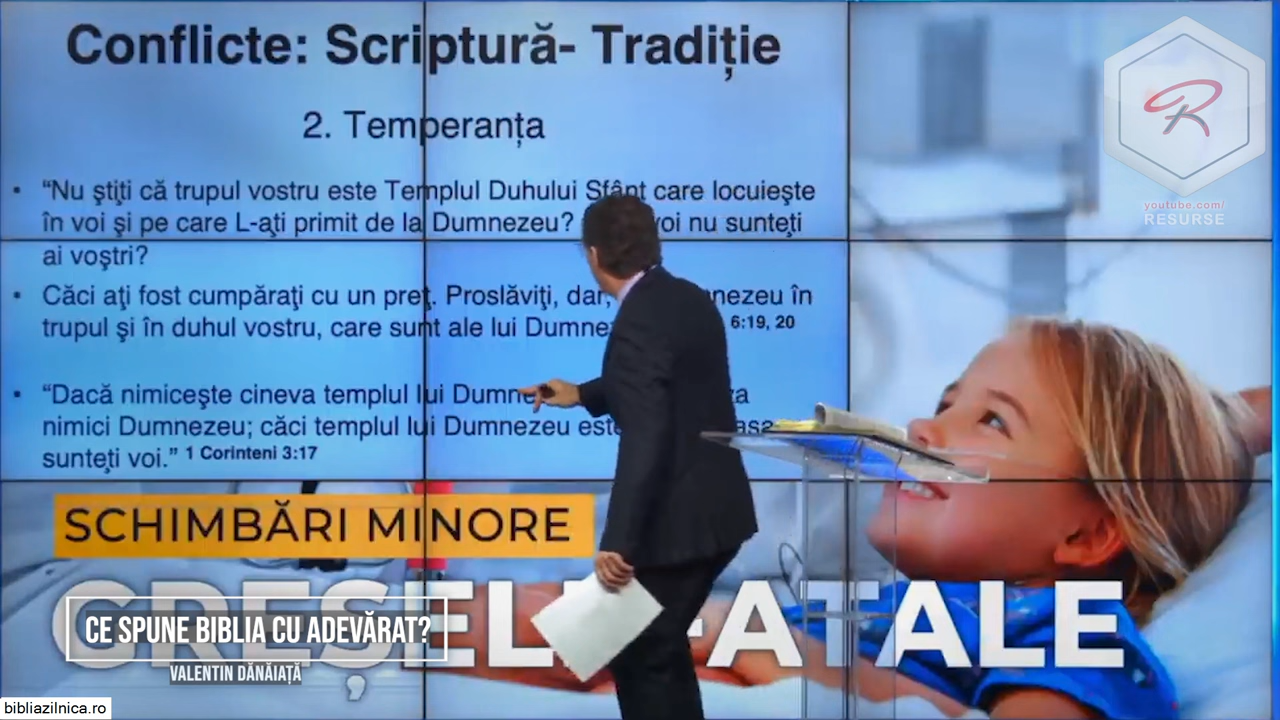 Conflicte: Scriptură- Tradiție
2. Temperanța
• “Nu ştiţi că trupul vostru este Templul Duhului Sfânt care locuieşte
în voi şi pe care L-aţi primit de la Dumnezeu? voi nu sunteţi
ai voştri?
• Căci aţi fost cumpăraţi cu un preţ. Proslăviţi, dar,
trupul şi în duhul vostru, care sunt ale lui 6:19, 20
• “Dacă nimiceşte cineva templul lui
nimici Dumnezeu; căci templul lui Dumnezeu
sunteţi voi.” 1 Corinteni 3:17
SCHIMBĂRI MINORE
CE SPUNE BIBLIA CU ADEVĂRAT?
VALENTIN DĂNĂIAȚĂ
bibliazilnica.ro
R
youtube.com/
RESURSE